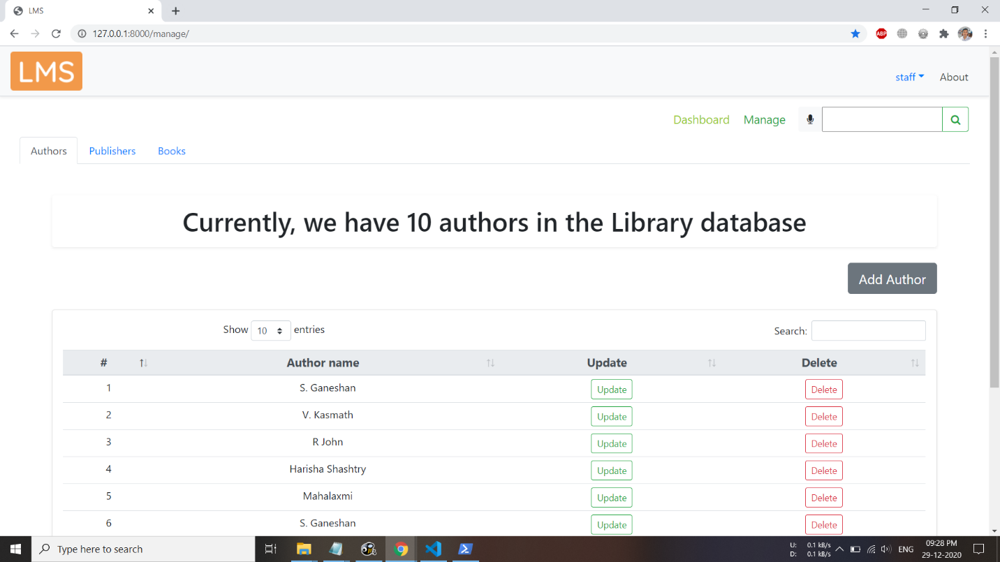 LMS
127.0.0.1:8000/manage/
ABP
LMS
staff About
Dashboard Manage
Authors Publishers Books
Currently, we have 10 authors in the Library database
Add Author
Show 10 entries Search:
# Author name Update Delete
1 S. Ganeshan Update Delete
2 V. Kasmath Update Delete
3 R John Update Delete
4 Harisha Shashtry Update Delete
5 Mahalaxmi Update Delete
6 S. Ganeshan Update Delete
Type here to search
U: 0.1 kB/s
D: 0.1 kB/s
ENG
09:28 PM
29-12-2020